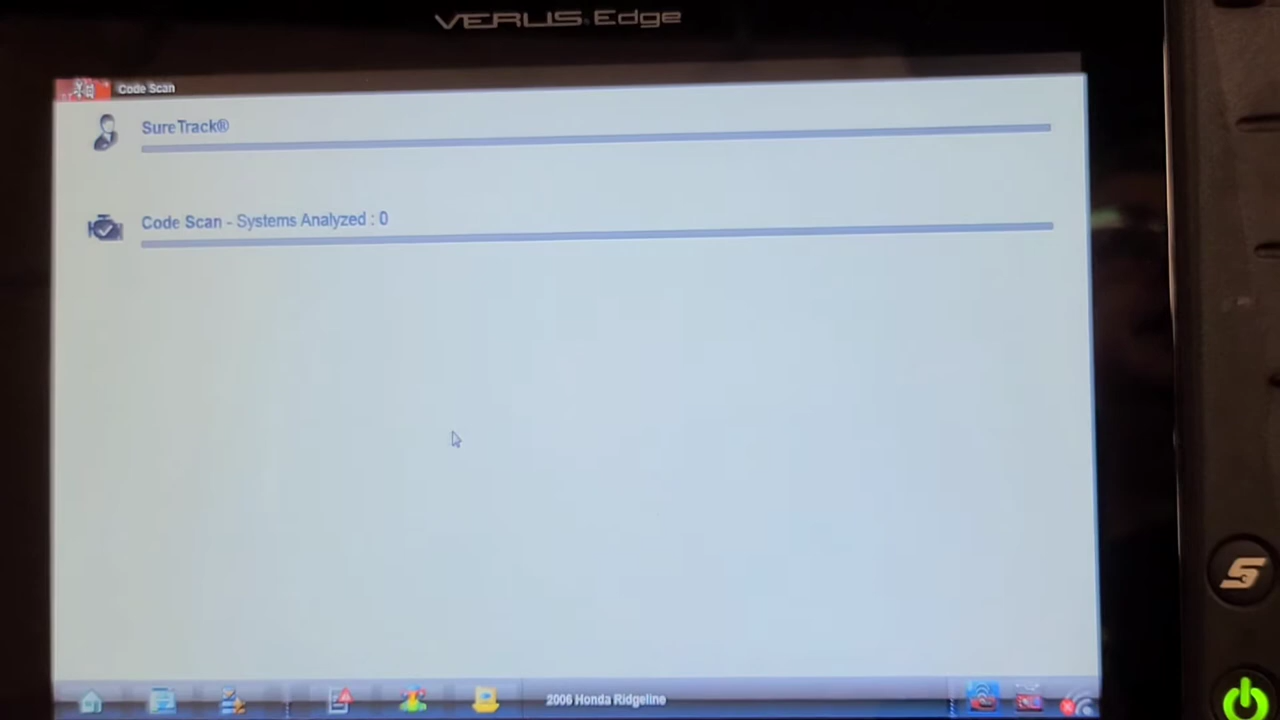 VERUS® Edge
Code Scan
SureTrack®
Code Scan - Systems Analyzed : 0
2006 Honda Ridgeline
S